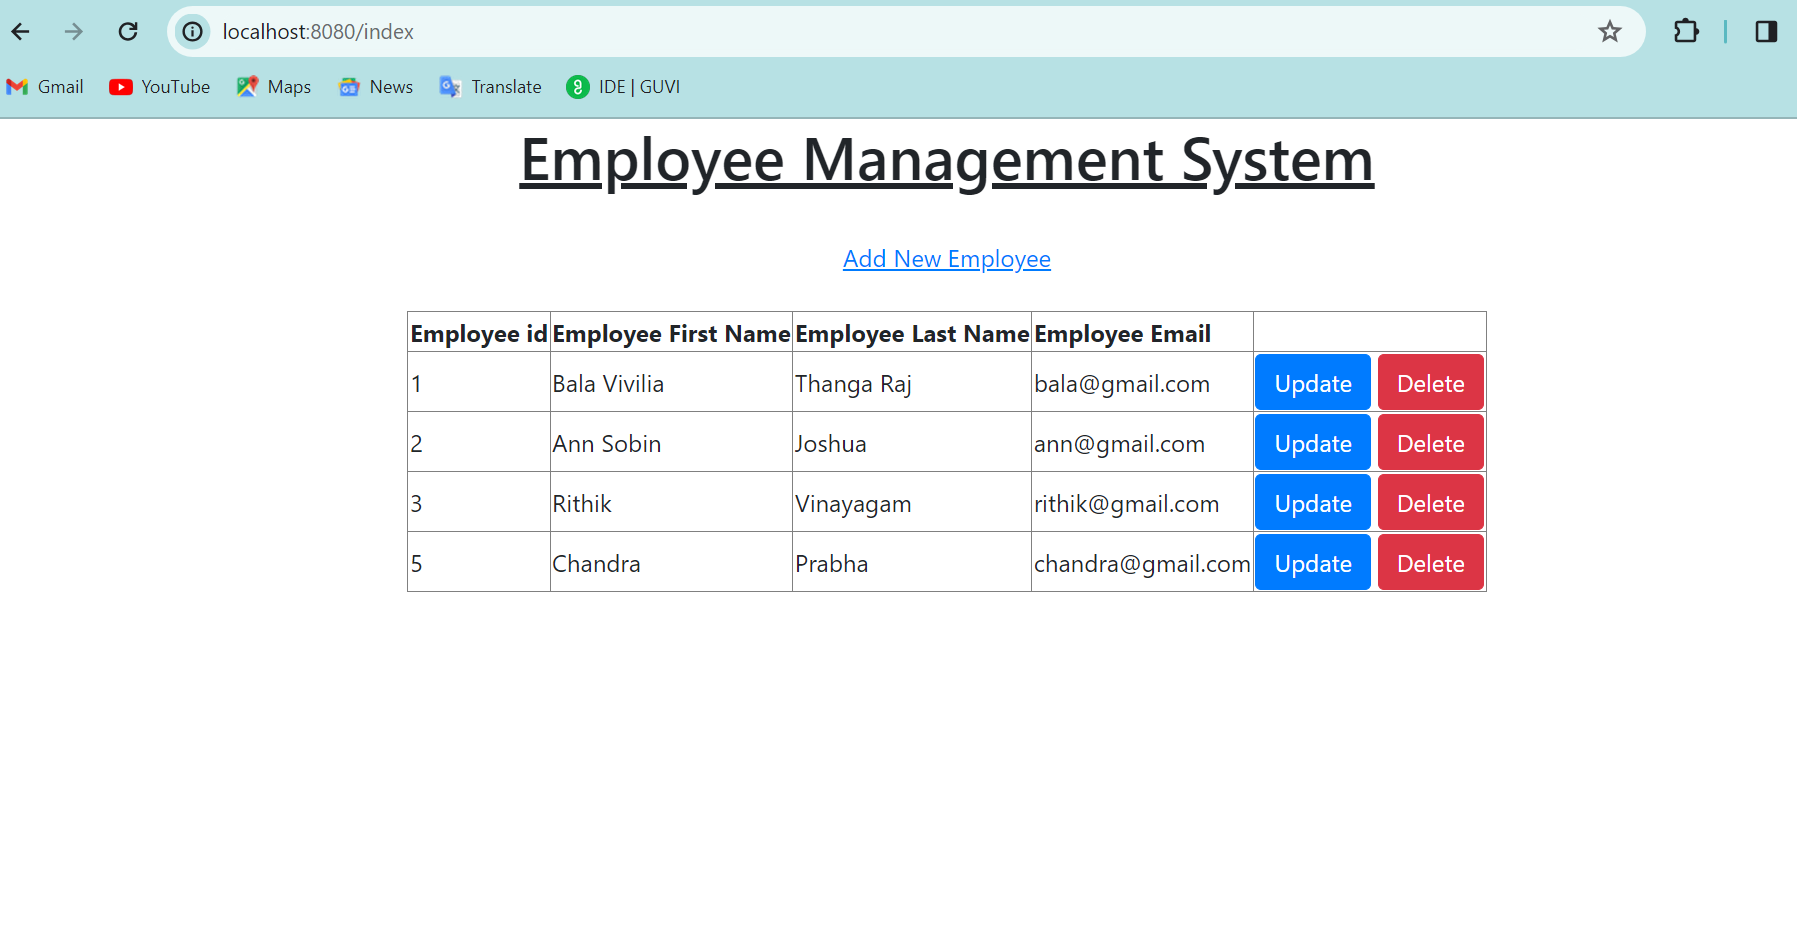 localhost:8080/index
Gmail YouTube Maps News Translate IDE | GUVI
Employee Management System
Add New Employee
Employee id Employee First Name Employee Last Name Employee Email
1 Bala Vivilia Thanga Raj bala@gmail.com Update Delete
2 Ann Sobin Joshua ann@gmail.com Update Delete
3 Rithik Vinayagam rithik@gmail.com Update Delete
5 Chandra Prabha chandra@gmail.com Update Delete